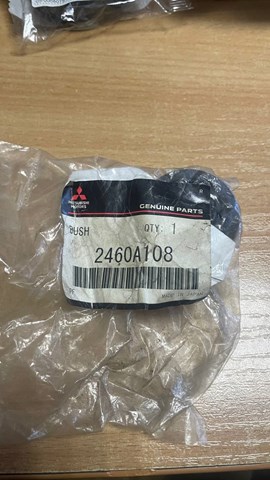 MITSUBISHI
MOTORS
GENUINE PARTS
BUSH QTY: 1
2460A108
MADE IN JAPAN